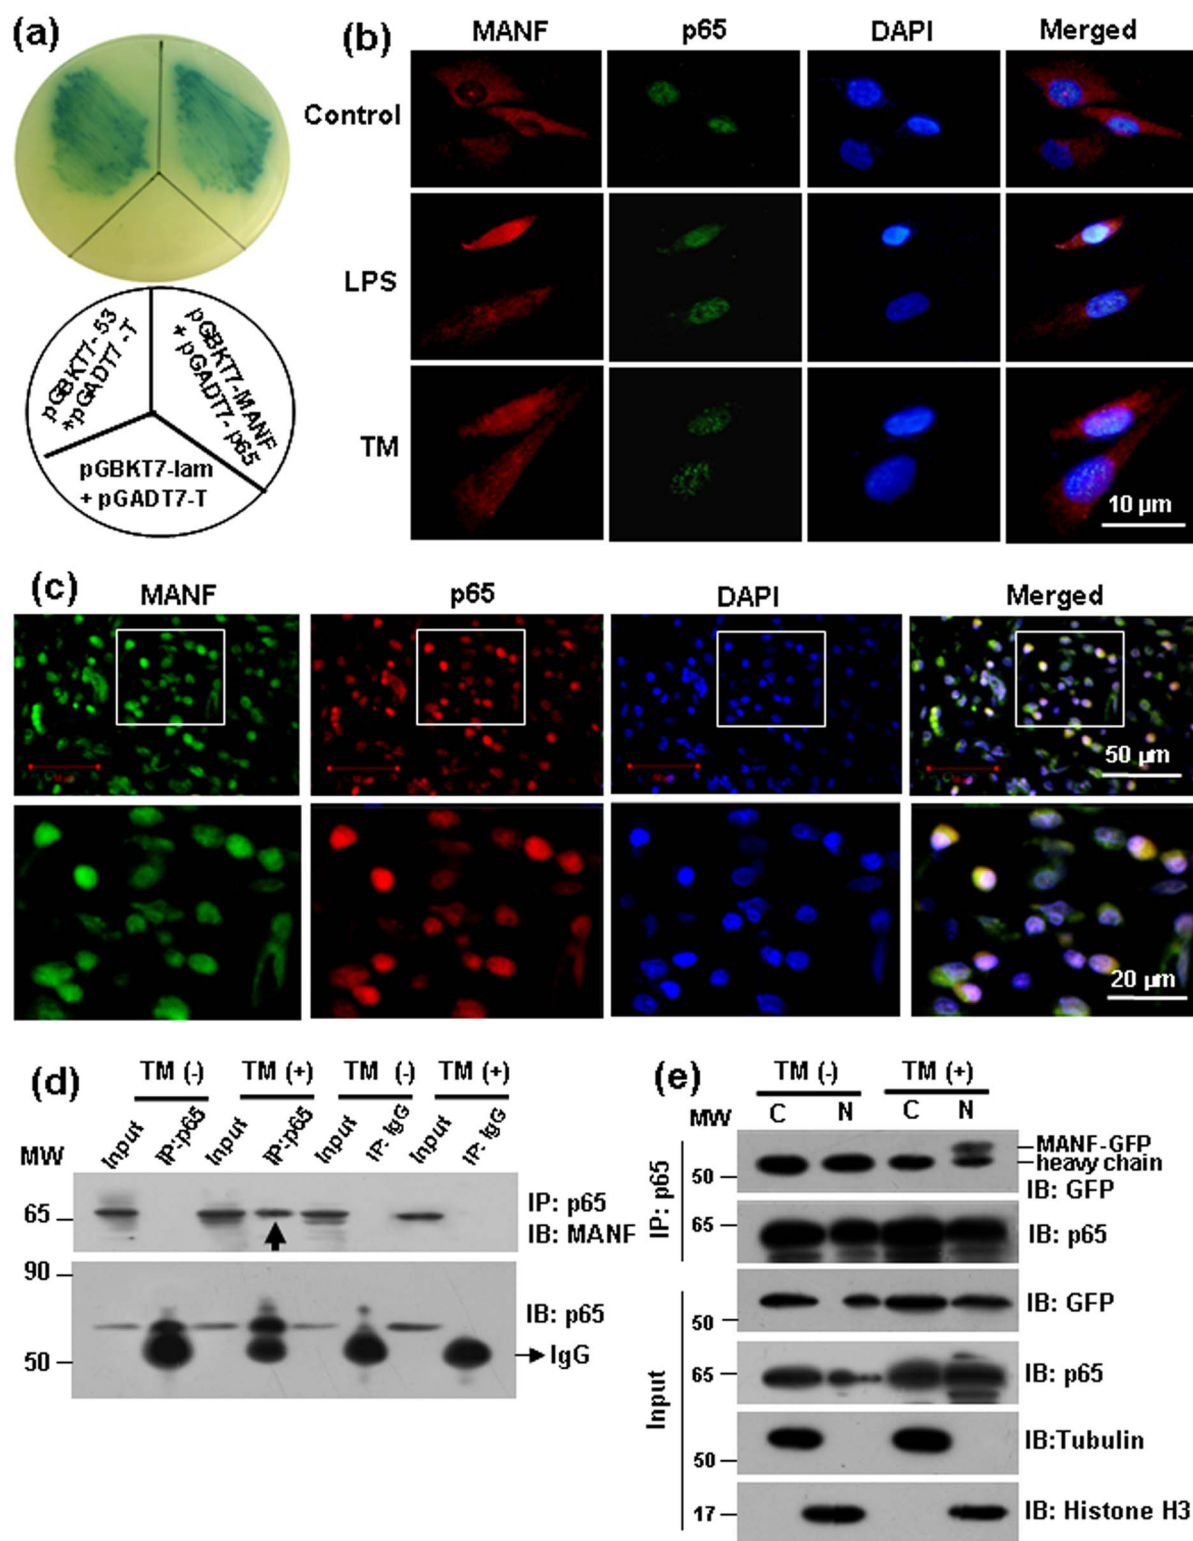 (a)
pGBKT7-53
+pGADT7-T
pGBKT7-MANF
+ pGADT7-p65
pGBKT7-lam
+ pGADT7-T
(b)
MANF p65 DAPI Merged
Control
LPS
TM
10 µm
(c)
MANF p65 DAPI Merged
50 µm
20 µm
(d)
TM (-) TM (+) TM (-) TM (+)
Input IP:p65 Input IP:p65 Input IP: IgG Input IP: IgG
MW
65
IP: p65
IB: MANF
90
IB: p65
50
IgG
(e)
TM (-) TM (+)
MW C N C N
IP: p65
MANF-GFP
heavy chain
50
IB: GFP
65 IB: p65
Input
IB: GFP
50
65 IB: p65
IB:Tubulin
50
17 IB: Histone H3